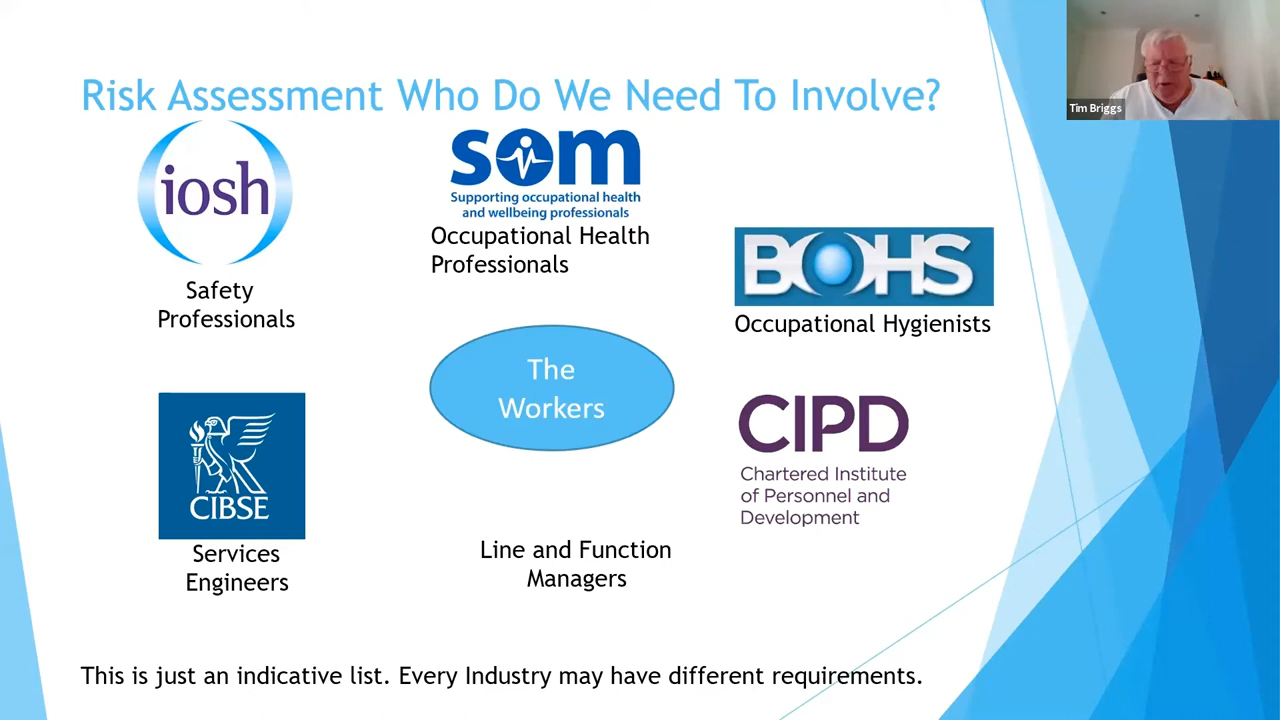 Risk Assessment Who Do We Need To Involve?
Tim Briggs
iosh
Safety
Professionals
som
Supporting occupational health
and wellbeing professionals
Occupational Health
Professionals
BOHS
Occupational Hygienists
The
Workers
CIBSE
Services
Engineers
CIPD
Chartered Institute
of Personnel and
Development
Line and Function
Managers
This is just an indicative list. Every Industry may have different requirements.